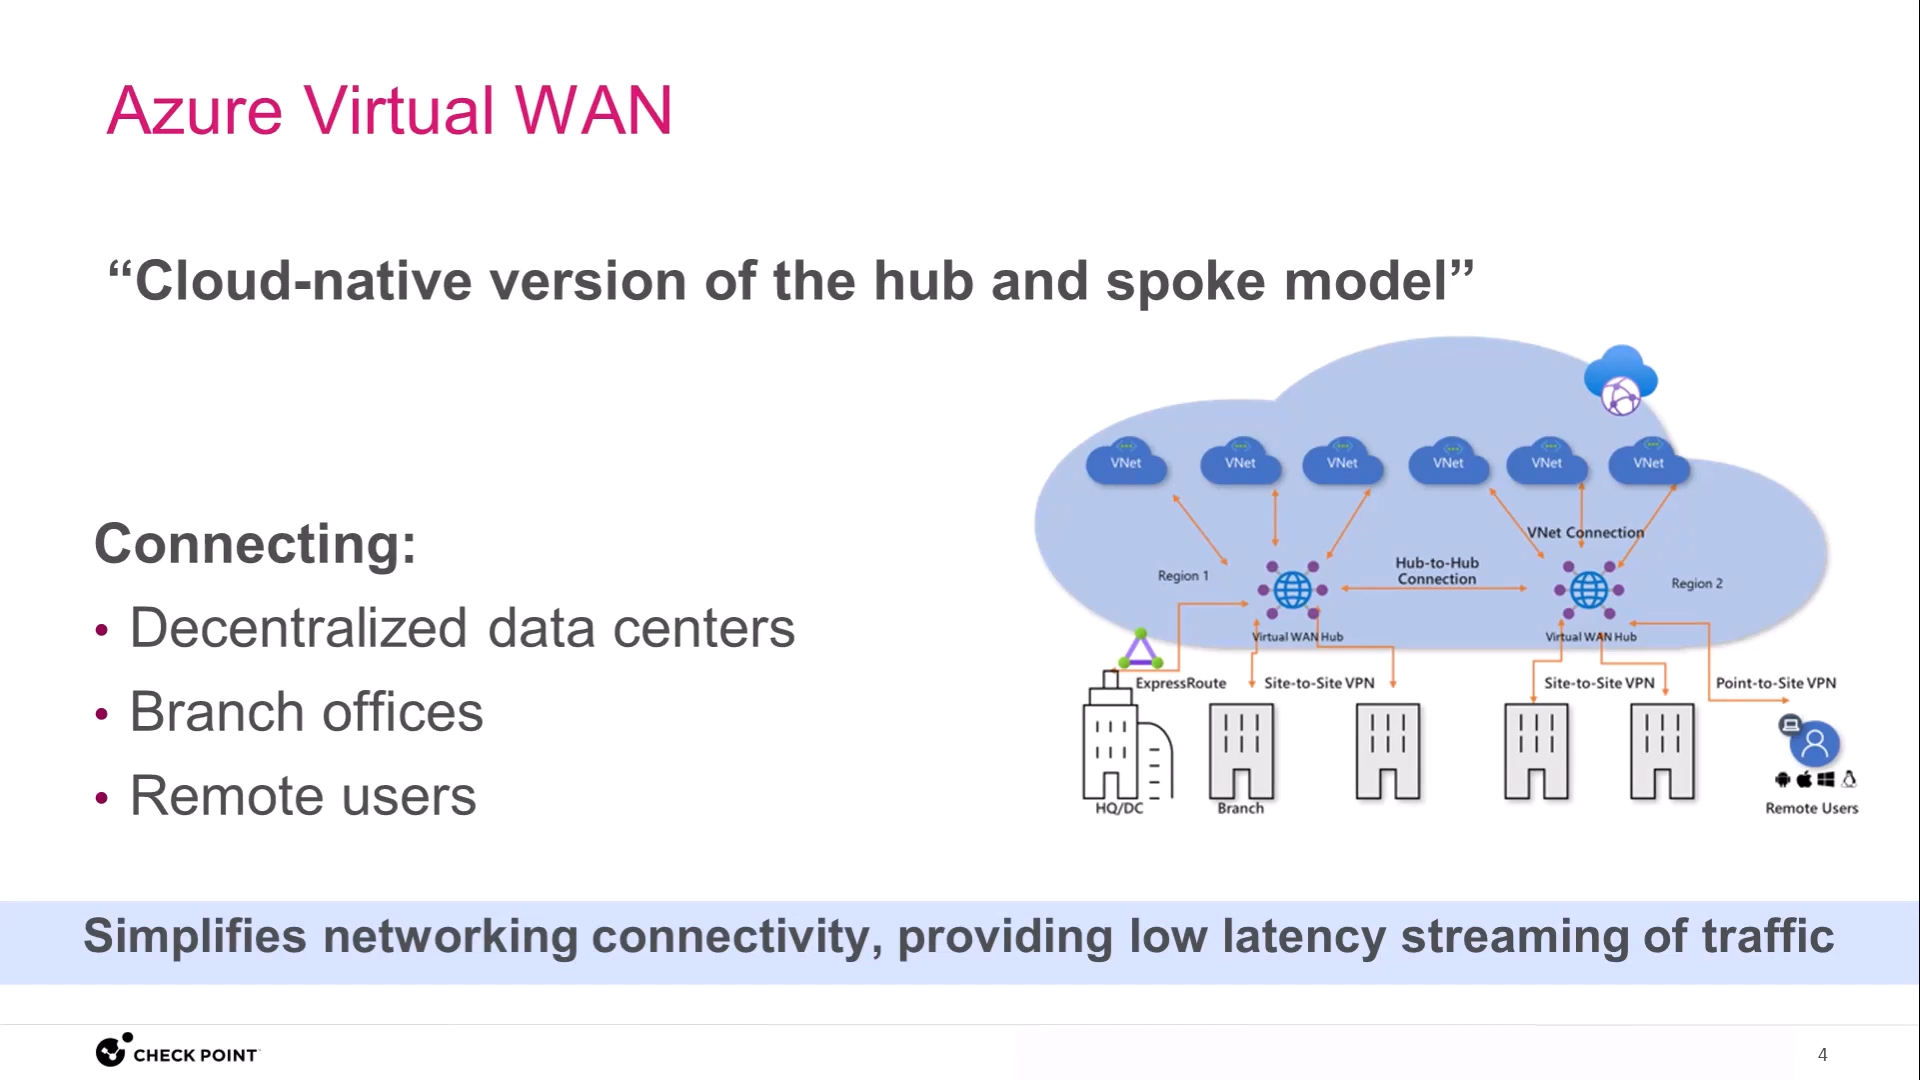 Azure Virtual WAN
“Cloud-native version of the hub and spoke model”
Connecting:
• Decentralized data centers
• Branch offices
• Remote users
VNet
VNet
VNet
VNet
VNet
VNet
VNet Connection
Hub-to-Hub
Connection
Region 1
Region 2
Virtual WAN Hub
Virtual WAN Hub
ExpressRoute
Site-to-Site VPN
Site-to-Site VPN
Point-to-Site VPN
HQ/DC
Branch
Remote Users
Simplifies networking connectivity, providing low latency streaming of traffic
CHECK POINT
4